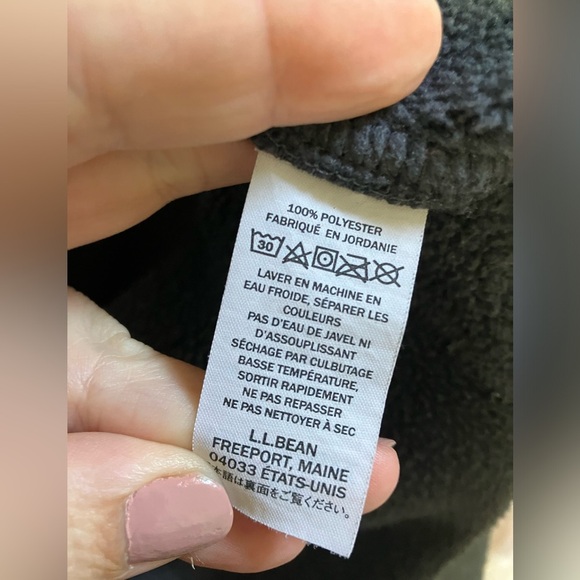 100% POLYESTER
FABRIQUÉ EN JORDANIE
30
LAVER EN MACHINE EN
EAU FROIDE, SÉPARER LES
COULEURS
PAS D'EAU DE JAVEL NI
D'ASSOUPLISSANT
SÉCHAGE PAR CULBUTAGE
BASSE TEMPÉRATURE,
SORTIR RAPIDEMENT
NE PAS REPASSER
NE PAS NETTOYER À SEC
L.L.BEAN
FREEPORT, MAINE
04033 ÉTATS-UNIS
本語は裏面をご覧ください。